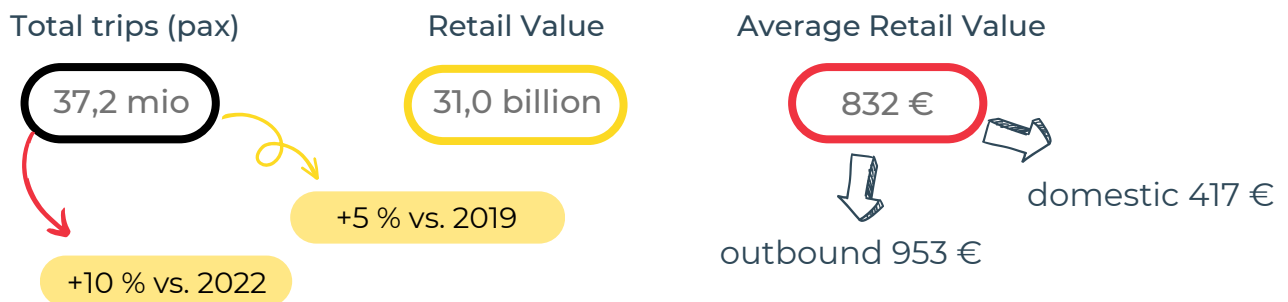 Total trips (pax)
Retail Value
Average Retail Value
37,2 mio
31,0 billion
832 €
domestic 417 €
+5 % vs. 2019
outbound 953 €
+10 % vs. 2022